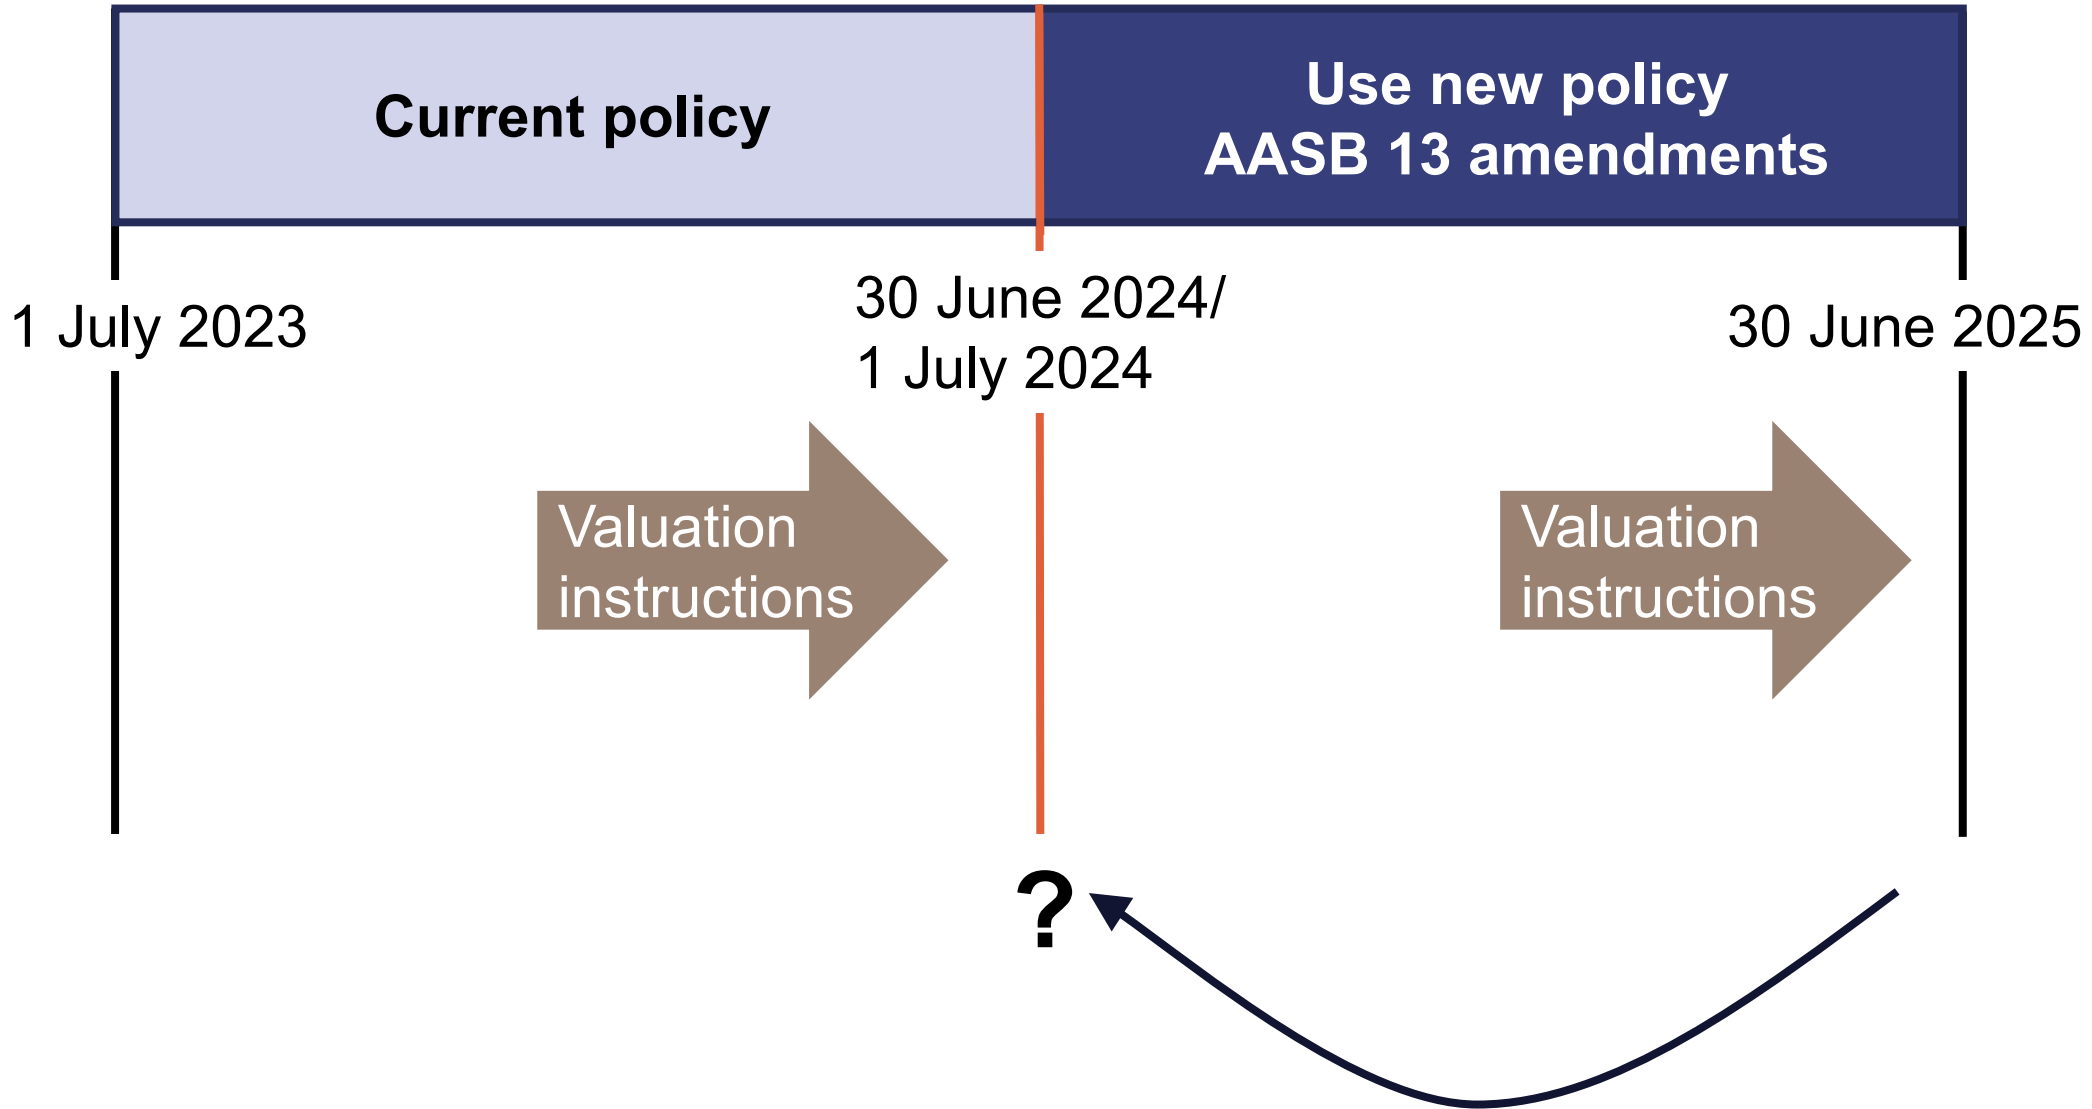 Current policy
Use new policy
AASB 13 amendments
1 July 2023
30 June 2024/
1 July 2024
30 June 2025
Valuation
instructions
Valuation
instructions
?